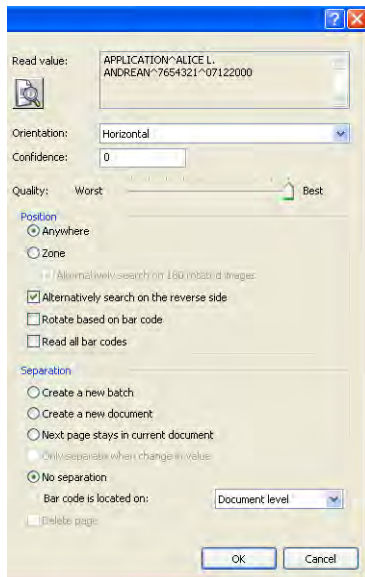 Read value:
APPLICATION^ALICE L.
ANDREAN^7654321^07122000
Orientation:
Horizontal
Confidence:
0
Quality: Worst Best
Position
Anywhere
Zone
Alternatively search on 180 rotated images
Alternatively search on the reverse side
Rotate based on bar code
Read all bar codes
Separation
Create a new batch
Create a new document
Next page stays in current document
Only separate when change in value
No separation
Bar code is located on: Document level
Delete page
OK Cancel